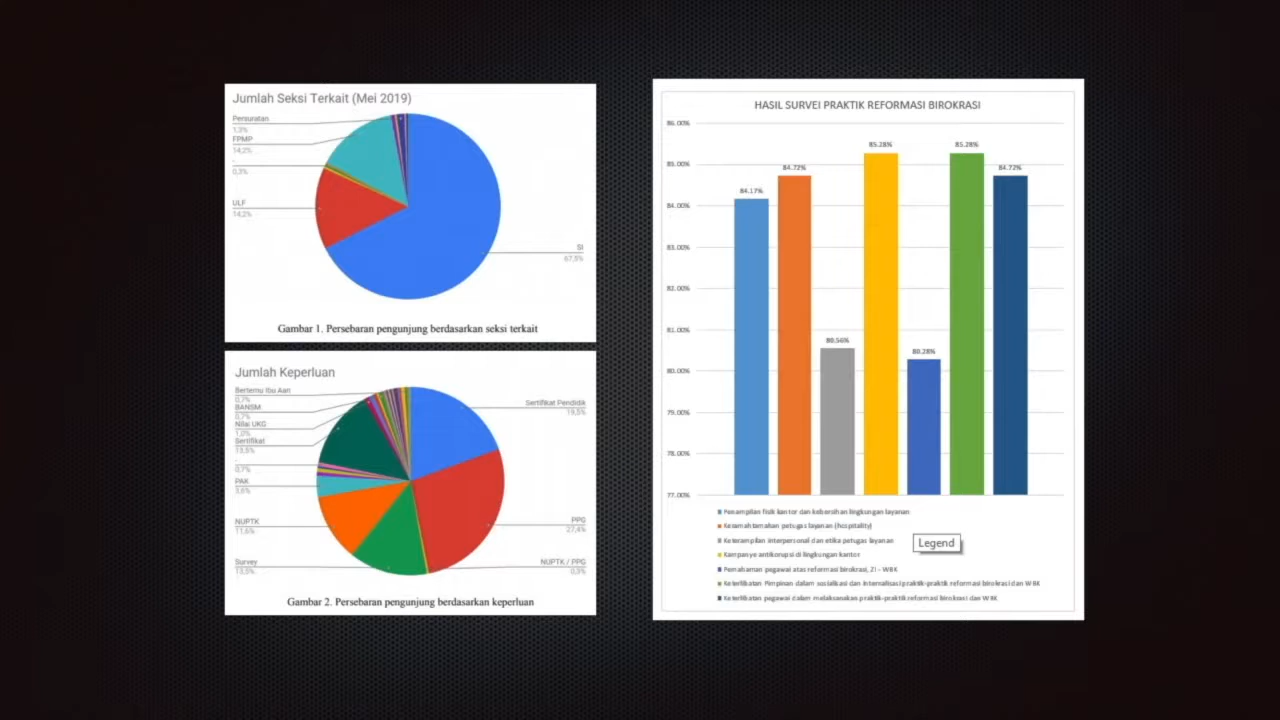 Jumlah Seksi Terkait (Mei 2019)
Persuratan
1,3%
FPMP
14,2%
-
0,3%
ULF
14,2%
SI
67,5%
Gambar 1. Persebaran pengunjung berdasarkan seksi terkait
Jumlah Keperluan
Bertemu Ibu Aan
0,7%
BANSM
0,7%
Nilai UKG
1,0%
Sertifikat
13,5%
-
0,7%
PAK
3,6%
NUPTK
11,6%
Survey
13,5%
Sertifikat Pendidik
19,5%
PPG
27,4%
NUPTK / PPG
0,3%
Gambar 2. Persebaran pengunjung berdasarkan keperluan
HASIL SURVEI PRAKTIK REFORMASI BIROKRASI
86.00%
85.00%
84.00%
83.00%
82.00%
81.00%
80.00%
79.00%
78.00%
77.00%
84.17%
84.72%
80.56%
85.28%
80.28%
85.28%
84.72%
Penampilan fisik kantor dan kebersihan lingkungan layanan
Keramahtamahan petugas layanan (hospitality)
Keterampilan interpersonal dan etika petugas layanan
Kampanye antikorupsi di lingkungan kantor
Pemahaman pegawai atas reformasi birokrasi, ZI - WBK
Keterlibatan Pimpinan dalam sosialisasi dan internalisasi praktik-praktik reformasi birokrasi dan WBK
Keterlibatan pegawai dalam melaksanakan praktik-praktik reformasi birokrasi dan WBK
Legend